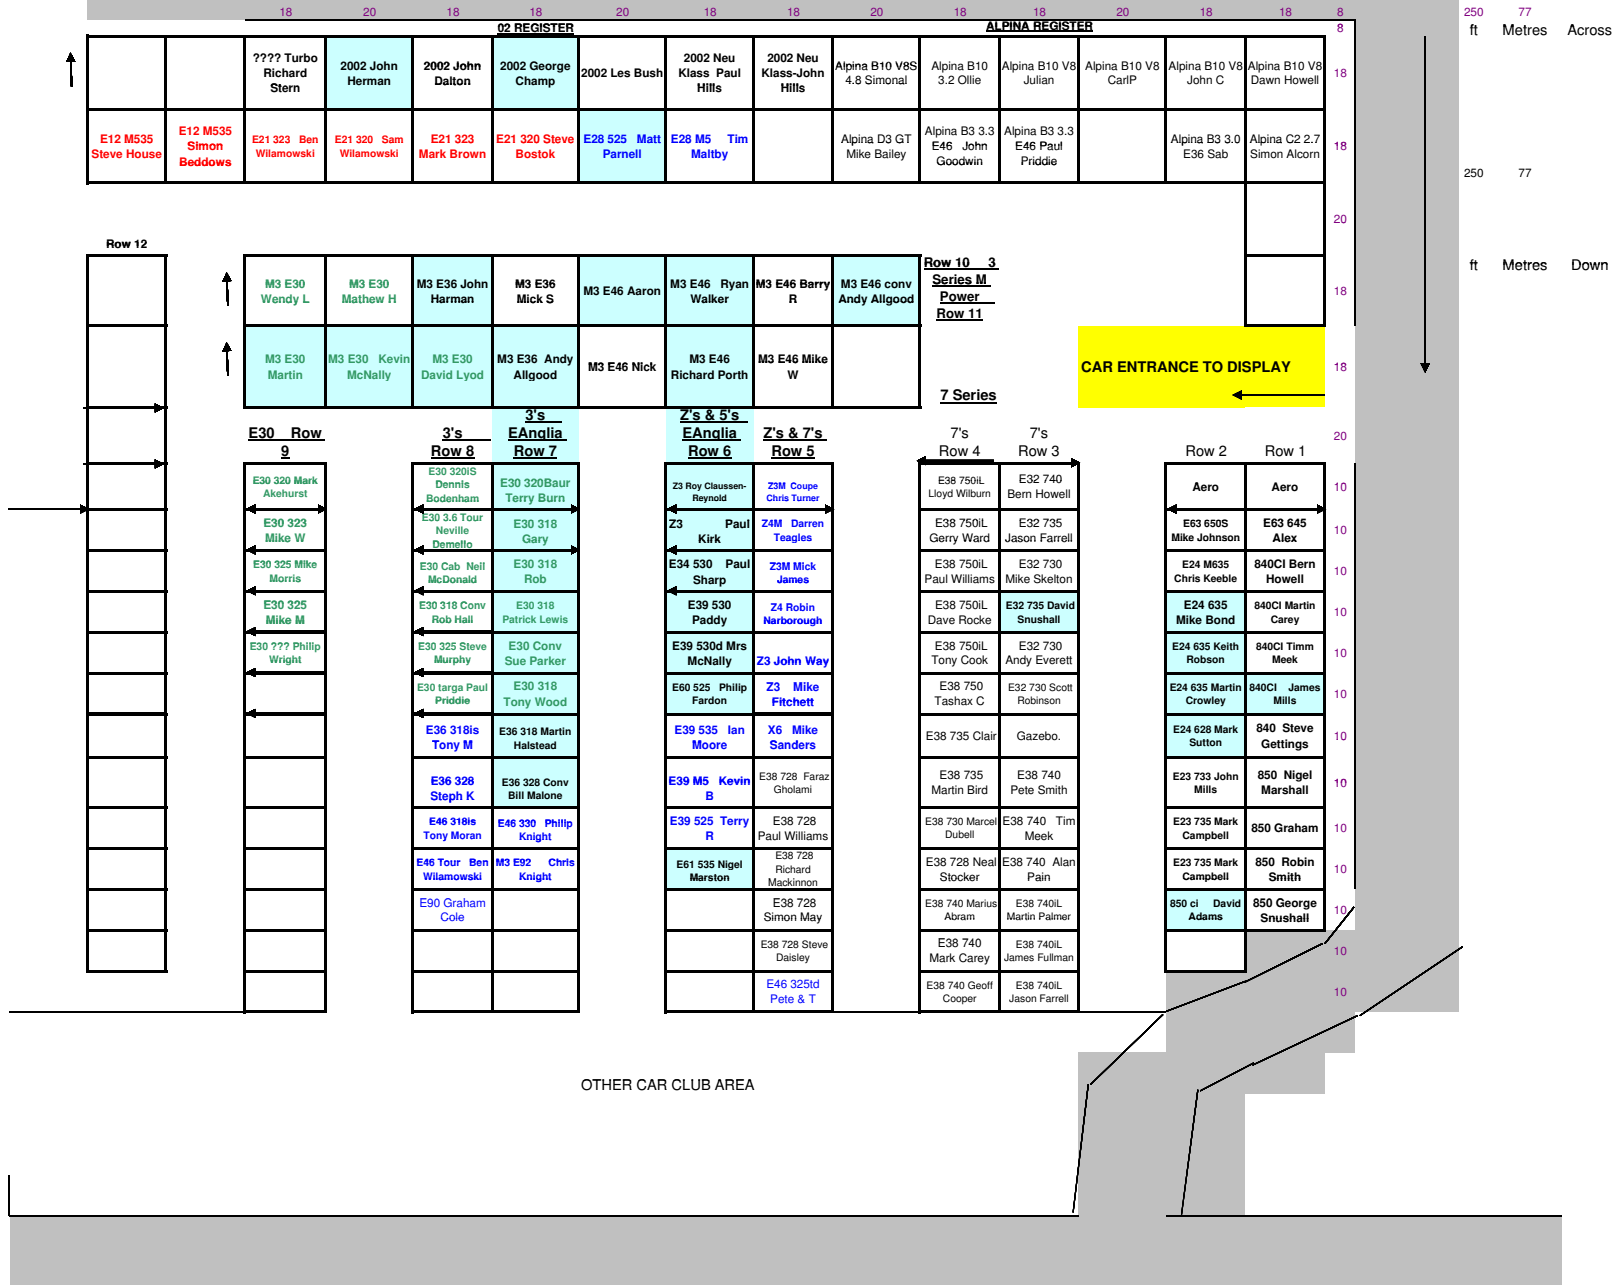 18 20 18 18 20 18 18 20 18 18 20 18 18 8 250 77
02 REGISTER ALPINA REGISTER 8 ft Metres Across
???? Turbo Richard Stern
2002 John Herman
2002 John Dalton
2002 George Champ
2002 Les Bush
2002 Neu Klass Paul Hills
2002 Neu Klass-John Hills
Alpina B10 V8S 4.8 Simonal
Alpina B10 3.2 Ollie
Alpina B10 V8 Julian
Alpina B10 V8 CarlP
Alpina B10 V8 John C
Alpina B10 V8 Dawn Howell
18
E12 M535 Steve House
E12 M535 Simon Beddows
E21 323 Ben Wilamowski
E21 320 Sam Wilamowski
E21 323 Mark Brown
E21 320 Steve Bostok
E28 525 Matt Parnell
E28 M5 Tim Maltby
Alpina D3 GT Mike Bailey
Alpina B3 3.3 E46 John Goodwin
Alpina B3 3.3 E46 Paul Priddie
Alpina B3 3.0 E36 Sab
Alpina C2 2.7 Simon Alcorn
18
250 77
20
Row 12
M3 E30 Wendy L
M3 E30 Mathew H
M3 E36 John Harman
M3 E36 Mick S
M3 E46 Aaron
M3 E46 Ryan Walker
M3 E46 Barry R
M3 E46 conv Andy Allgood
Row 10 3 Series M Power Row 11
18
ft Metres Down
M3 E30 Martin
M3 E30 Kevin McNally
M3 E30 David Lyod
M3 E36 Andy Allgood
M3 E46 Nick
M3 E46 Richard Porth
M3 E46 Mike W
7 Series
CAR ENTRANCE TO DISPLAY
18
E30 Row 9
3's Row 8
3's EAnglia Row 7
Z's & 5's EAnglia Row 6
Z's & 7's Row 5
7's Row 4
7's Row 3
Row 2
Row 1
20
E30 320 Mark Akehurst
E30 320iS Dennis Bodenham
E30 320Baur Terry Burn
Z3 Roy Claussen-Reynold
Z3M Coupe Chris Turner
E38 750iL Lloyd Wilburn
E32 740 Bern Howell
Aero
Aero
10
E30 323 Mike W
E30 3.6 Tour Neville Demello
E30 318 Gary
Z3 Paul Kirk
Z4M Darren Teagles
E38 750iL Gerry Ward
E32 735 Jason Farrell
E63 650S Mike Johnson
E63 645 Alex
10
E30 325 Mike Morris
E30 Cab Neil McDonald
E30 318 Rob
E34 530 Paul Sharp
Z3M Mick James
E38 750iL Paul Williams
E32 730 Mike Skelton
E24 M635 Chris Keeble
840CI Bern Howell
10
E30 325 Mike M
E30 318 Conv Rob Hall
E30 318 Patrick Lewis
E39 530 Paddy
Z4 Robin Narborough
E38 750iL Dave Rocke
E32 735 David Snushall
E24 635 Mike Bond
840CI Martin Carey
10
E30 ??? Philip Wright
E30 325 Steve Murphy
E30 Conv Sue Parker
E39 530d Mrs McNally
Z3 John Way
E38 750iL Tony Cook
E32 730 Andy Everett
E24 635 Keith Robson
840CI Timm Meek
10
E30 targa Paul Priddie
E30 318 Tony Wood
E60 525 Philip Fardon
Z3 Mike Fitchett
E38 750 Tashax C
E32 730 Scott Robinson
E24 635 Martin Crowley
840CI James Mills
10
E36 318is Tony M
E36 318 Martin Halstead
E39 535 Ian Moore
X6 Mike Sanders
E38 735 Clair
Gazebo.
E24 628 Mark Sutton
840 Steve Gettings
10
E36 328 Steph K
E36 328 Conv Bill Malone
E39 M5 Kevin B
E38 728 Faraz Gholami
E38 735 Martin Bird
E38 740 Pete Smith
E23 733 John Mills
850 Nigel Marshall
10
E46 318is Tony Moran
E46 330 Philip Knight
E39 525 Terry R
E38 728 Paul Williams
E38 730 Marcel Dubell
E38 740 Tim Meek
E23 735 Mark Campbell
850 Graham
10
E46 Tour Ben Wilamowski
M3 E92 Chris Knight
E61 535 Nigel Marston
E38 728 Richard Mackinnon
E38 728 Neal Stocker
E38 740 Alan Pain
E23 735 Mark Campbell
850 Robin Smith
10
E90 Graham Cole
E38 728 Simon May
E38 740 Marius Abram
E38 740iL Martin Palmer
850 ci David Adams
850 George Snushall
10
E38 728 Steve Daisley
E38 740 Mark Carey
E38 740iL James Fullman
10
E46 325td Pete & T
E38 740 Geoff Cooper
E38 740iL Jason Farrell
10
OTHER CAR CLUB AREA